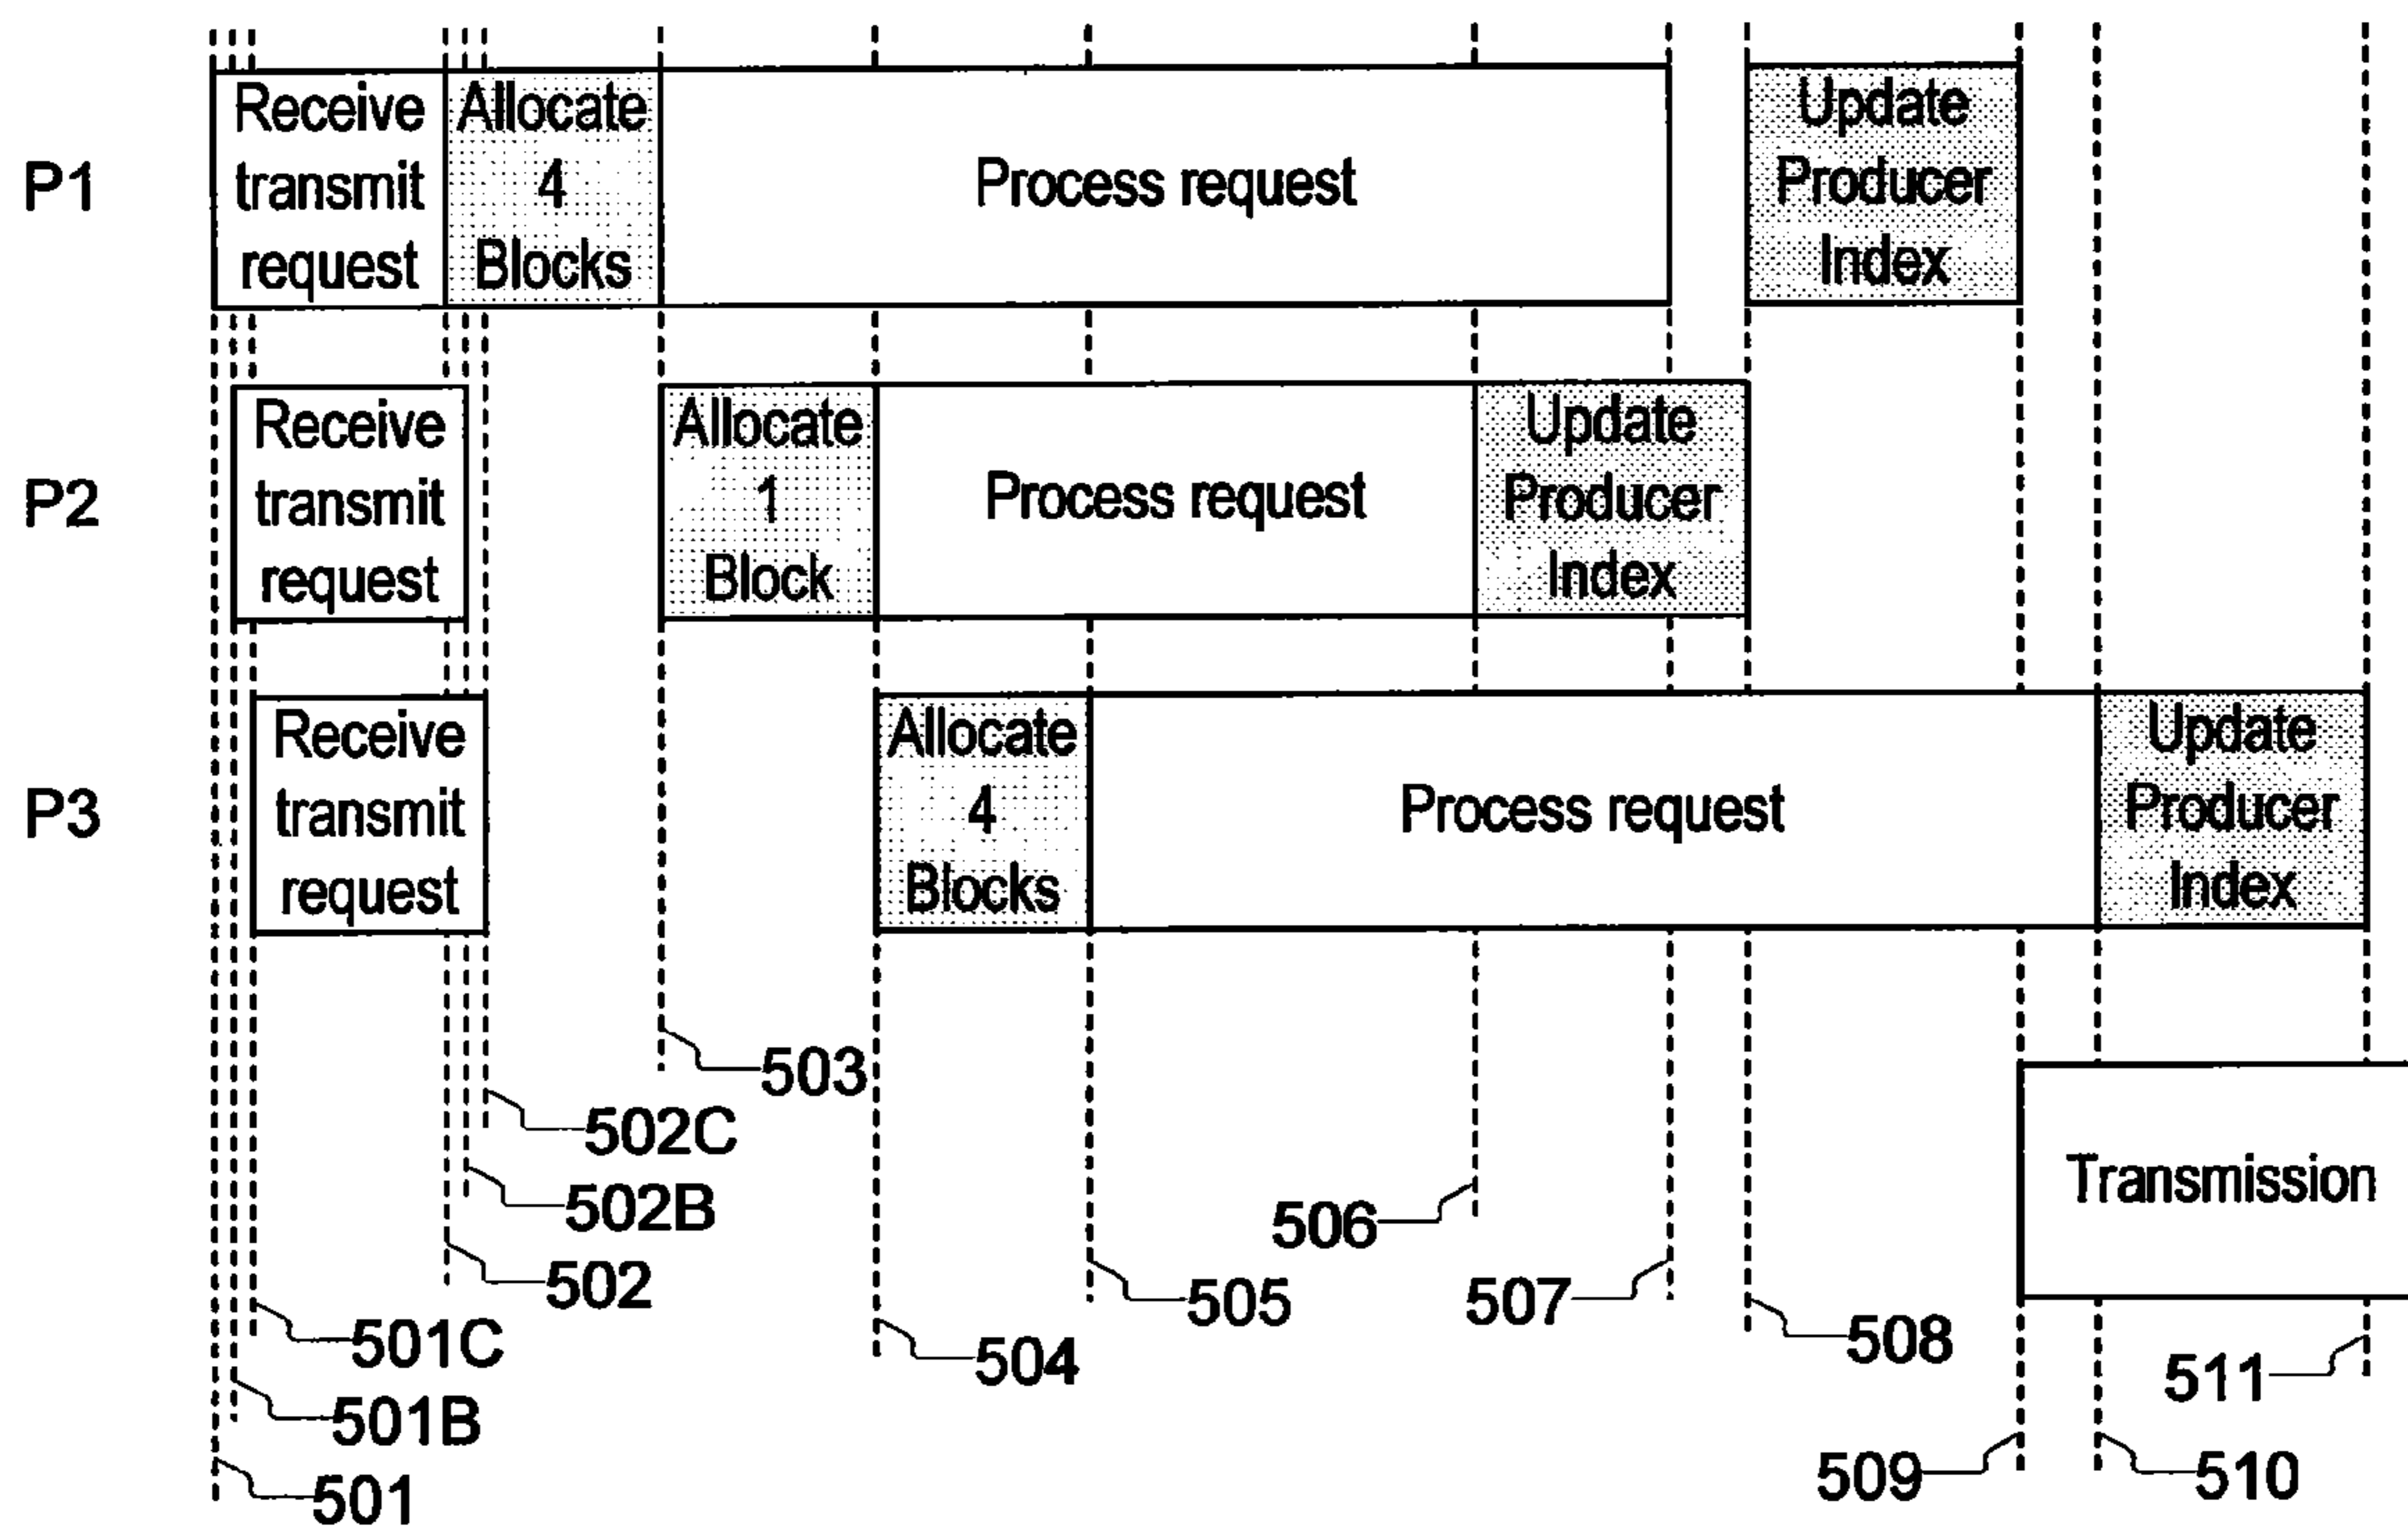 P1
Receive
transmit
request
Allocate
4
Blocks
Process request
Update
Producer
Index
P2
Receive
transmit
request
Allocate
1
Block
Process request
Update
Producer
Index
P3
Receive
transmit
request
Allocate
4
Blocks
Process request
Update
Producer
Index
Transmission
503
502C
502B
502
501C
501B
501
504
505
506
507
508
509
510
511